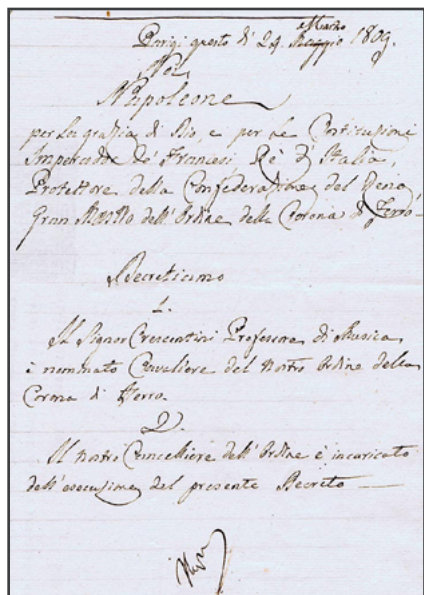 Marzo
Parigi questo dì 24. Maggio 1809.
Noi
Napoleone
per la grazia di Dio, e per le Costituzioni
Imperadore de' Francesi Rè d'Italia,
Protettore della Confederazione del Reno,
Gran Maestro dell'Ordine della Corona di Ferro
Decretiamo
1.
Il Signor Crescentini Professore di Musica
è nominato Cavaliere del Nostro Ordine della
Corona di Ferro.
2.
Il nostro Cancelliere dell'Ordine è incaricato
dell'esecuzione del presente Decreto